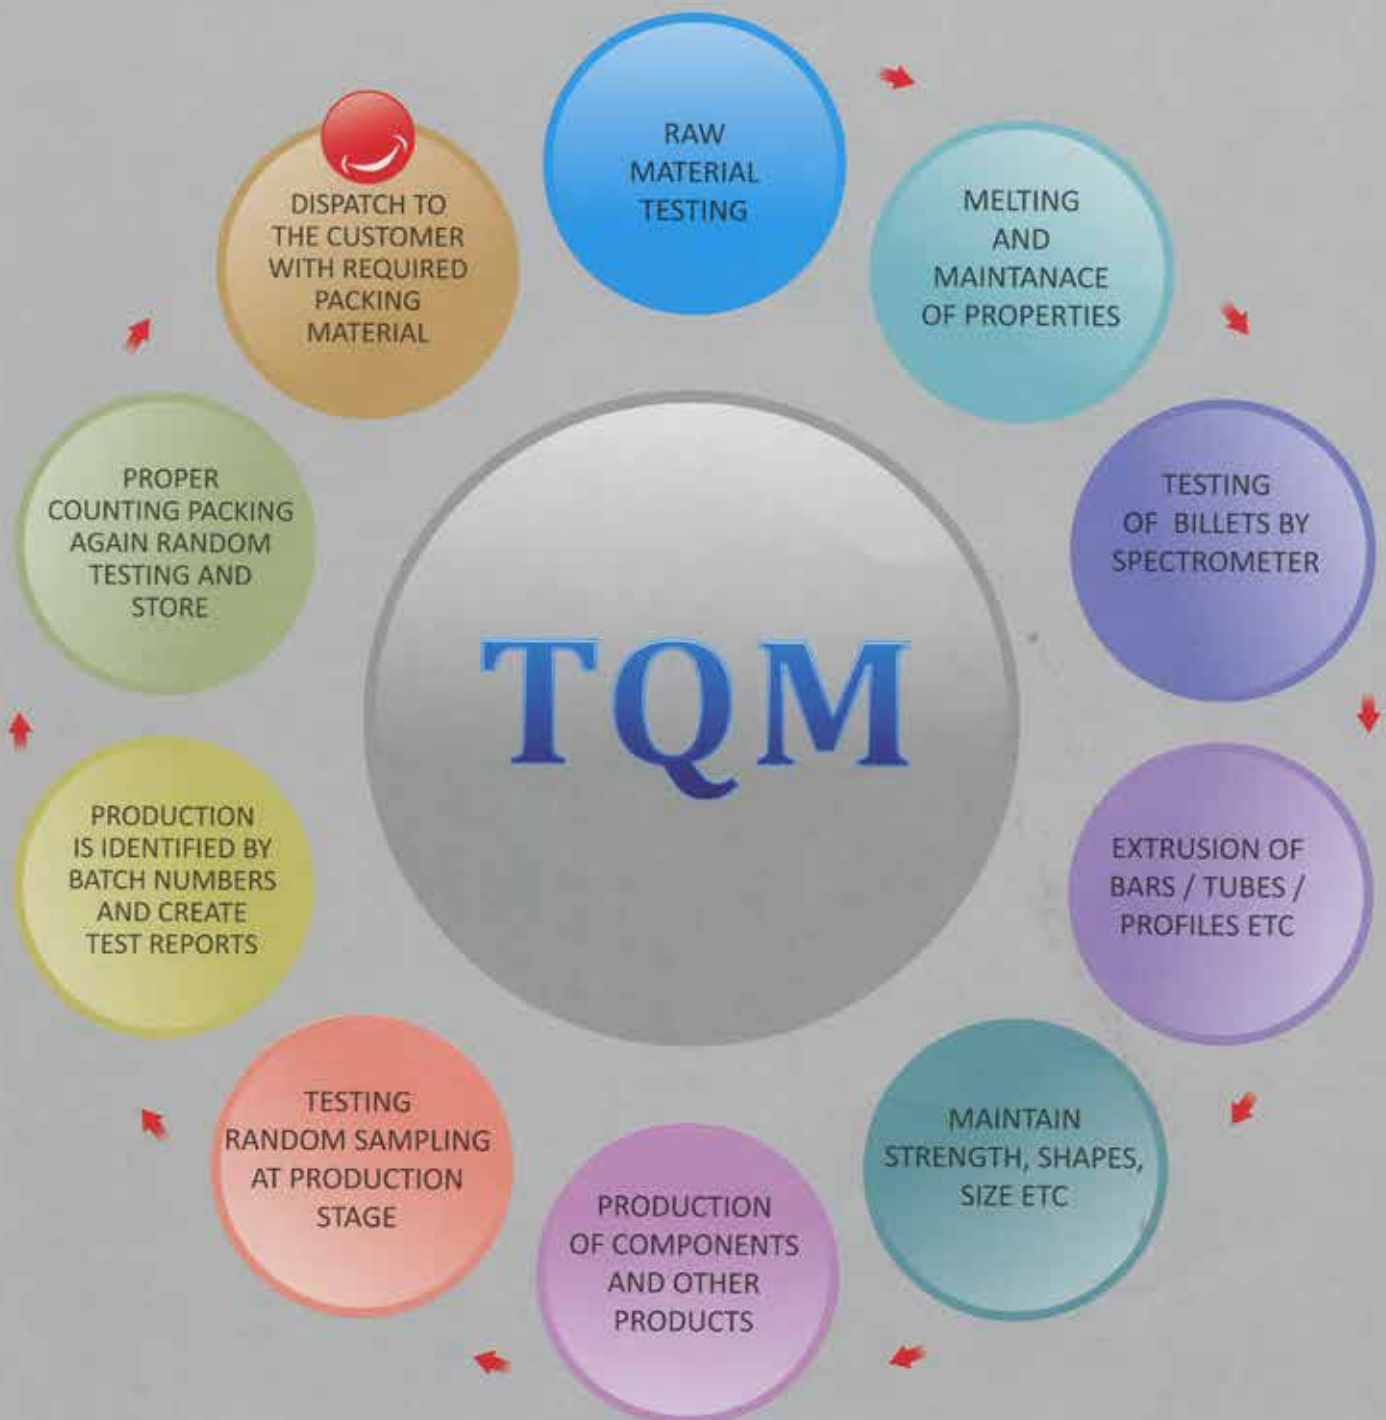 RAW
MATERIAL
TESTING
MELTING
AND
MAINTANACE
OF PROPERTIES
TESTING
OF BILLETS BY
SPECTROMETER
EXTRUSION OF
BARS / TUBES /
PROFILES ETC
MAINTAIN
STRENGTH, SHAPES,
SIZE ETC
PRODUCTION
OF COMPONENTS
AND OTHER
PRODUCTS
TESTING
RANDOM SAMPLING
AT PRODUCTION
STAGE
PRODUCTION
IS IDENTIFIED BY
BATCH NUMBERS
AND CREATE
TEST REPORTS
PROPER
COUNTING PACKING
AGAIN RANDOM
TESTING AND
STORE
DISPATCH TO
THE CUSTOMER
WITH REQUIRED
PACKING
MATERIAL
TQM